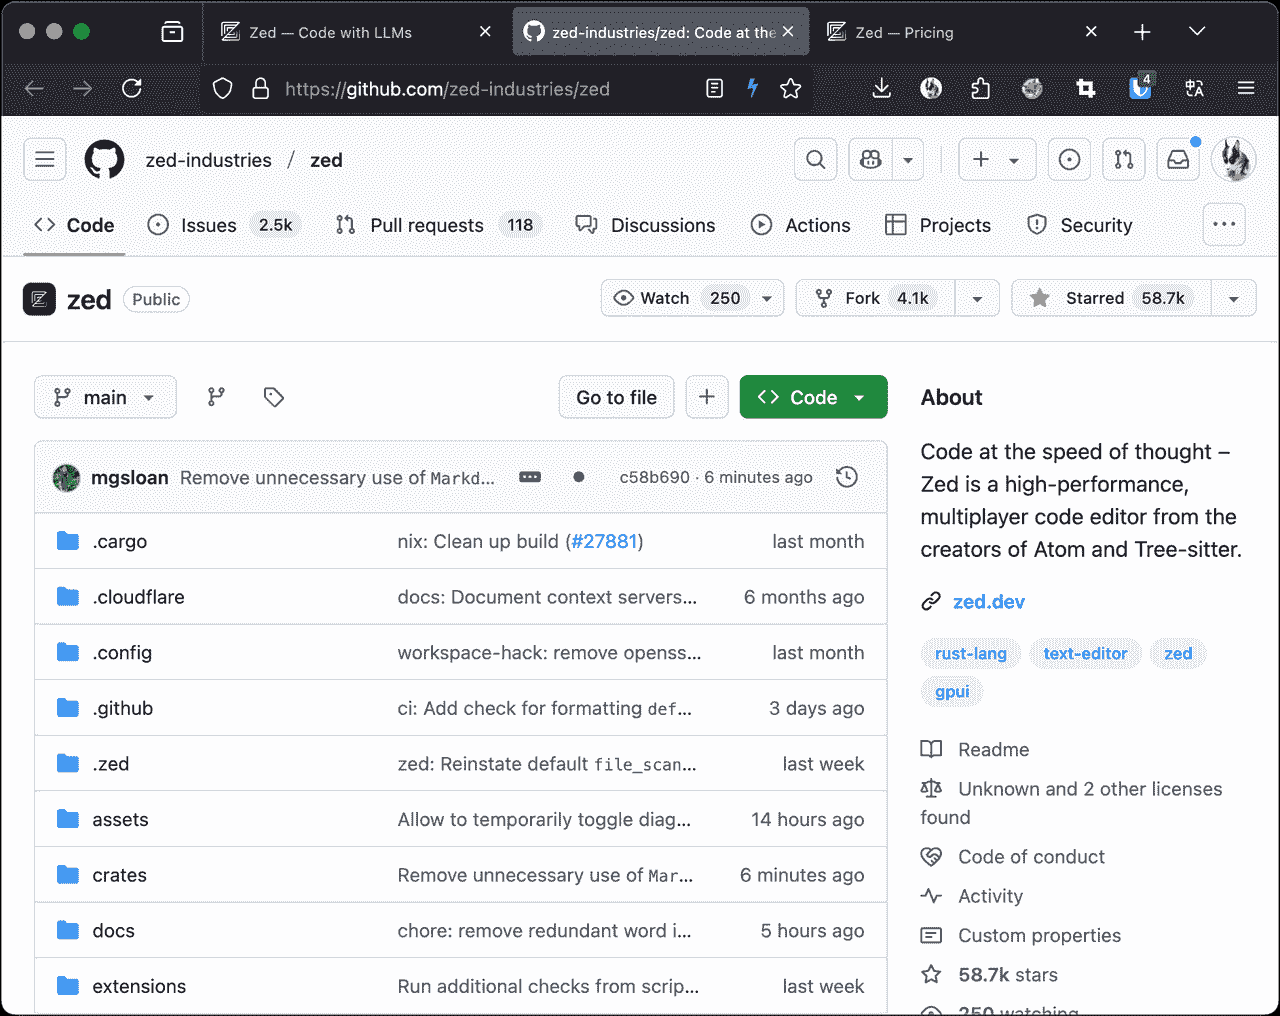 Zed — Code with LLMs
zed-industries/zed: Code at the
Zed — Pricing
https://github.com/zed-industries/zed
4
zed-industries / zed
Code
Issues 2.5k
Pull requests 118
Discussions
Actions
Projects
Security
zed Public
Watch 250
Fork 4.1k
Starred 58.7k
main
Go to file
Code
mgsloan Remove unnecessary use of Markd... c58b690 · 6 minutes ago
.cargo nix: Clean up build (#27881) last month
.cloudflare docs: Document context servers... 6 months ago
.config workspace-hack: remove openss... last month
.github ci: Add check for formatting def... 3 days ago
.zed zed: Reinstate default file_scan... last week
assets Allow to temporarily toggle diag... 14 hours ago
crates Remove unnecessary use of Mar... 6 minutes ago
docs chore: remove redundant word i... 5 hours ago
extensions Run additional checks from scrip... last week
About
Code at the speed of thought –
Zed is a high-performance,
multiplayer code editor from the
creators of Atom and Tree-sitter.
zed.dev
rust-lang text-editor zed
gpui
Readme
Unknown and 2 other licenses
found
Code of conduct
Activity
Custom properties
58.7k stars
250 watching